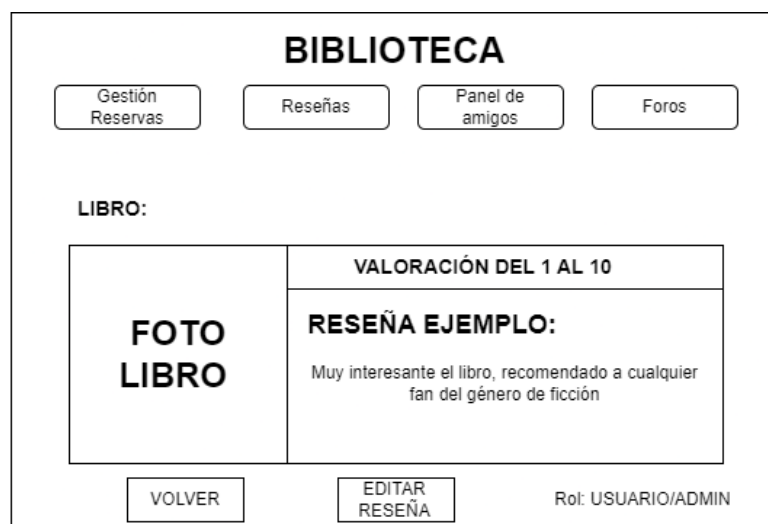 BIBLIOTECA
Gestión
Reservas
Reseñas
Panel de
amigos
Foros
LIBRO:
FOTO
LIBRO
VALORACIÓN DEL 1 AL 10
RESEÑA EJEMPLO:
Muy interesante el libro, recomendado a cualquier
fan del género de ficción
VOLVER
EDITAR
RESEÑA
Rol: USUARIO/ADMIN